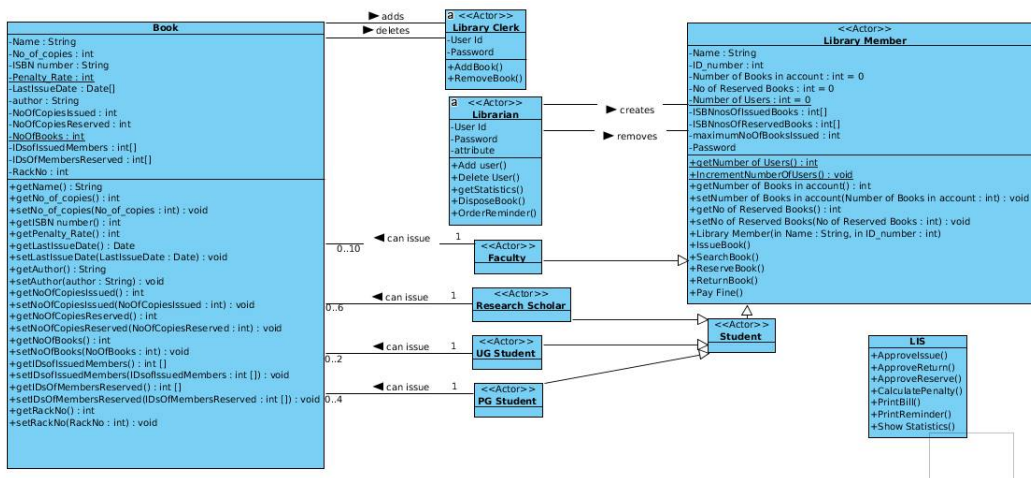 Book
-Name : String
-No_of_copies : int
-ISBN number : String
-Penalty_Rate : int
-LastIssueDate : Date[]
-author : String
-NoOfCopiesIssued : int
-NoOfCopiesReserved : int
-NoOfBooks : int
-IDsofIssuedMembers : int[]
-IDsOfMembersReserved : int[]
-RackNo : int
+getName() : String
+getNo_of_copies() : int
+setNo_of_copies(No_of_copies : int) : void
+getISBN number() : int
+getPenalty_Rate() : int
+getLastIssueDate() : Date
+setLastIssueDate(LastIssueDate : Date) : void
+getAuthor() : String
+setAuthor(author : String) : void
+getNoOfCopiesIssued() : int
+setNoOfCopiesIssued(NoOfCopiesIssued : int) : void
+getNoOfCopiesReserved() : int
+setNoOfCopiesReserved(NoOfCopiesReserved : int) : void
+getNoOfBooks() : int
+setNoOfBooks(NoOfBooks : int) : void
+getIDsofIssuedMembers() : int []
+setIDsofIssuedMembers(IDsofIssuedMembers : int []) : void
+getIDsOfMembersReserved() : int []
+setIDsOfMembersReserved(IDsOfMembersReserved : int []) : void
+getRackNo() : int
+setRackNo(RackNo : int) : void
adds
deletes
a <<Actor>>
Library Clerk
-User Id
-Password
+AddBook()
+RemoveBook()
a <<Actor>>
Librarian
-User Id
-Password
-attribute
+Add user()
+Delete User()
+getStatistics()
+DisposeBook()
+OrderReminder()
creates
removes
<<Actor>>
Library Member
-Name : String
-ID_number : int
-Number of Books in account : int = 0
-No of Reserved Books : int = 0
-Number of Users : int = 0
-ISBNnosOfIssuedBooks : int[]
-ISBNnosOfReservedBooks : int[]
-maximumNoOfBooksIssued : int
-Password
+getNumber of Users() : int
+IncrementNumberOfUsers() : void
+getNumber of Books in account() : int
+setNumber of Books in account(Number of Books in account : int) : void
+getNo of Reserved Books() : int
+setNo of Reserved Books(No of Reserved Books : int) : void
+Library Member(in Name : String, in ID_number : int)
+IssueBook()
+SearchBook()
+ReserveBook()
+ReturnBook()
+Pay Fine()
can issue 1
0..10
<<Actor>>
Faculty
can issue 1
0..6
<<Actor>>
Research Scholar
can issue 1
0..2
<<Actor>>
UG Student
can issue 1
0..4
<<Actor>>
PG Student
<<Actor>>
Student
LIS
+ApproveIssue()
+ApproveReturn()
+ApproveReserve()
+CalculatePenalty()
+PrintBill()
+PrintReminder()
+Show Statistics()